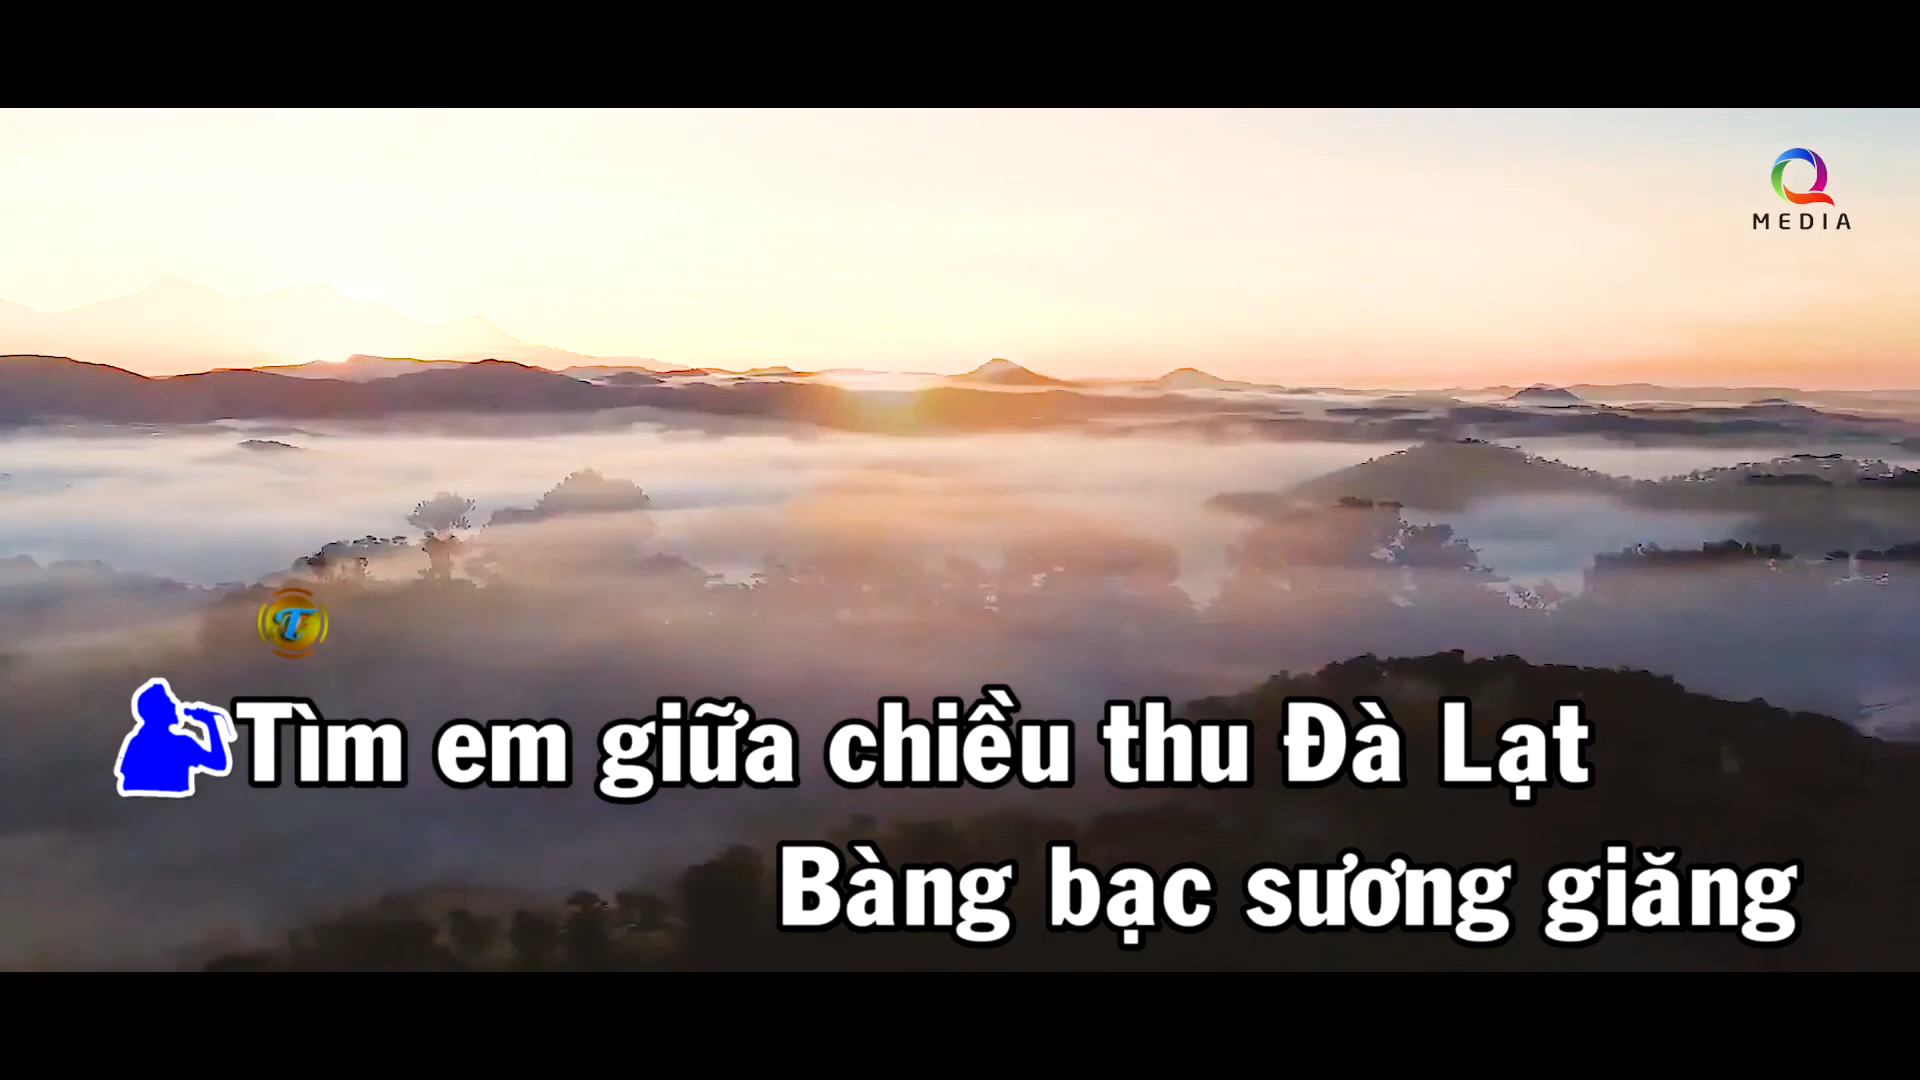 Q
MEDIA
T
Tìm em giữa chiều thu Đà Lạt
Bàng bạc sương giăng